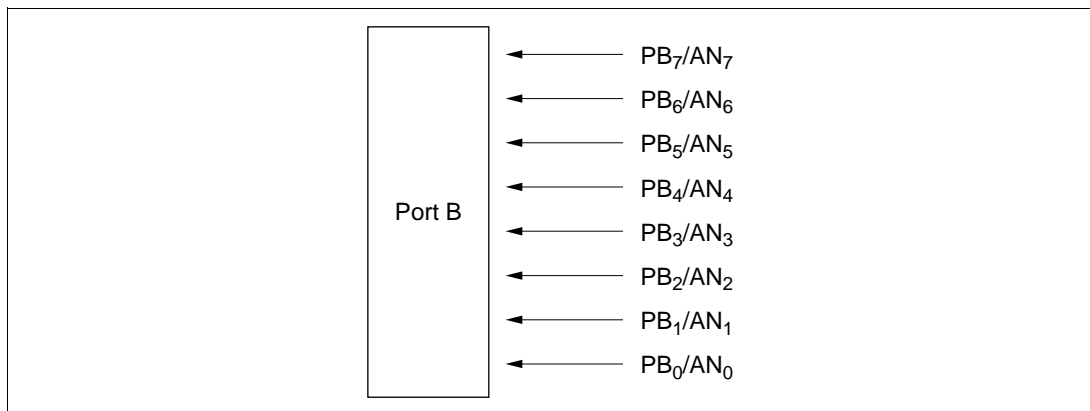 PB₇/AN₇
PB₆/AN₆
PB₅/AN₅
PB₄/AN₄
Port B
PB₃/AN₃
PB₂/AN₂
PB₁/AN₁
PB₀/AN₀